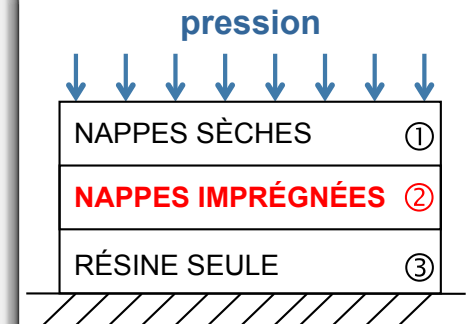 pression
NAPPES SÈCHES ①
NAPPES IMPRÉGNÉES ②
RÉSINE SEULE ③